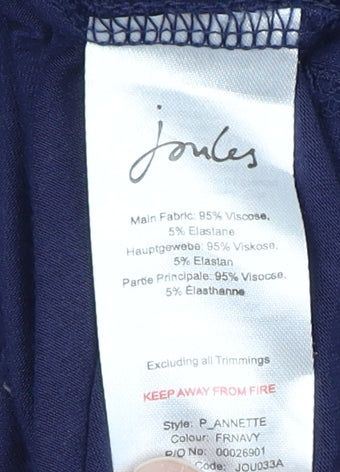 Joules
Main Fabric: 95% Viscose,
5% Elastane
Hauptgewebe: 95% Viskose,
5% Elastan
Partie Principale: 95% Viscose,
5% Élasthanne
Excluding all Trimmings
KEEP AWAY FROM FIRE
Style: P_ANNETTE
Colour: FRNAVY
P/O No: 00026901
Code: JOU033A